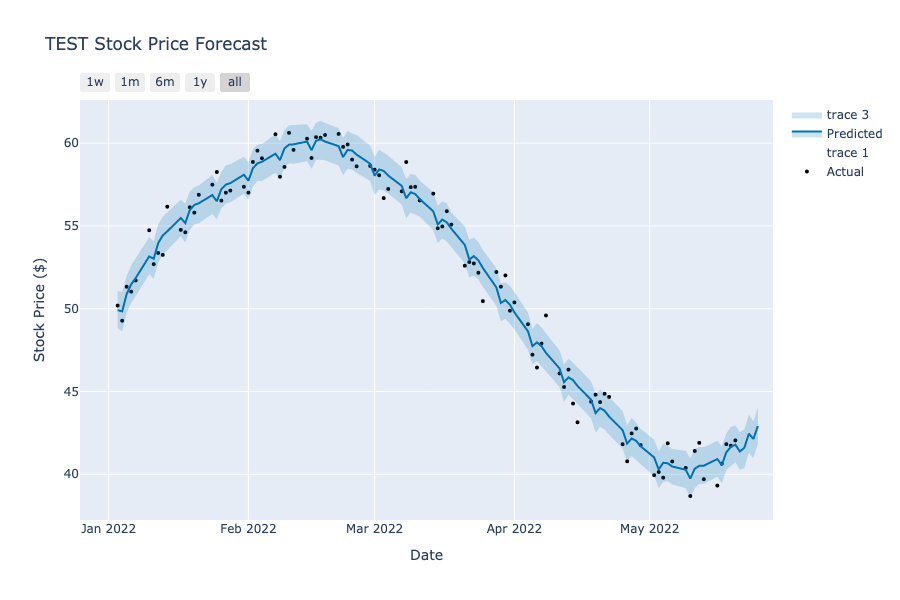 TEST Stock Price Forecast
1w 1m 6m 1y all
trace 3
Predicted
trace 1
Actual
Stock Price ($)
60
55
50
45
40
Jan 2022 Feb 2022 Mar 2022 Apr 2022 May 2022
Date